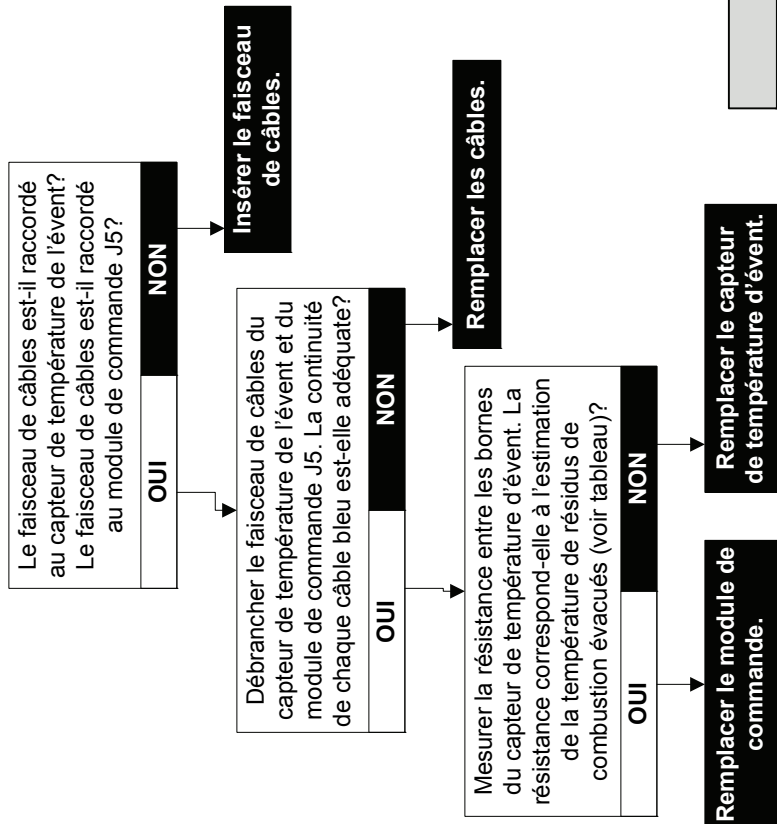 Le faisceau de câbles est-il raccordé
au capteur de température de l'évent?
Le faisceau de câbles est-il raccordé
au module de commande J5?
OUI
NON
Insérer le faisceau
de câbles.
Débrancher le faisceau de câbles du
capteur de température de l'évent et du
module de commande J5. La continuité
de chaque câble bleu est-elle adéquate?
OUI
NON
Remplacer les câbles.
Mesurer la résistance entre les bornes
du capteur de température d'évent. La
résistance correspond-elle à l'estimation
de la température de résidus de
combustion évacués (voir tableau)?
OUI
NON
Remplacer le module de
commande.
Remplacer le capteur
de température d'évent.